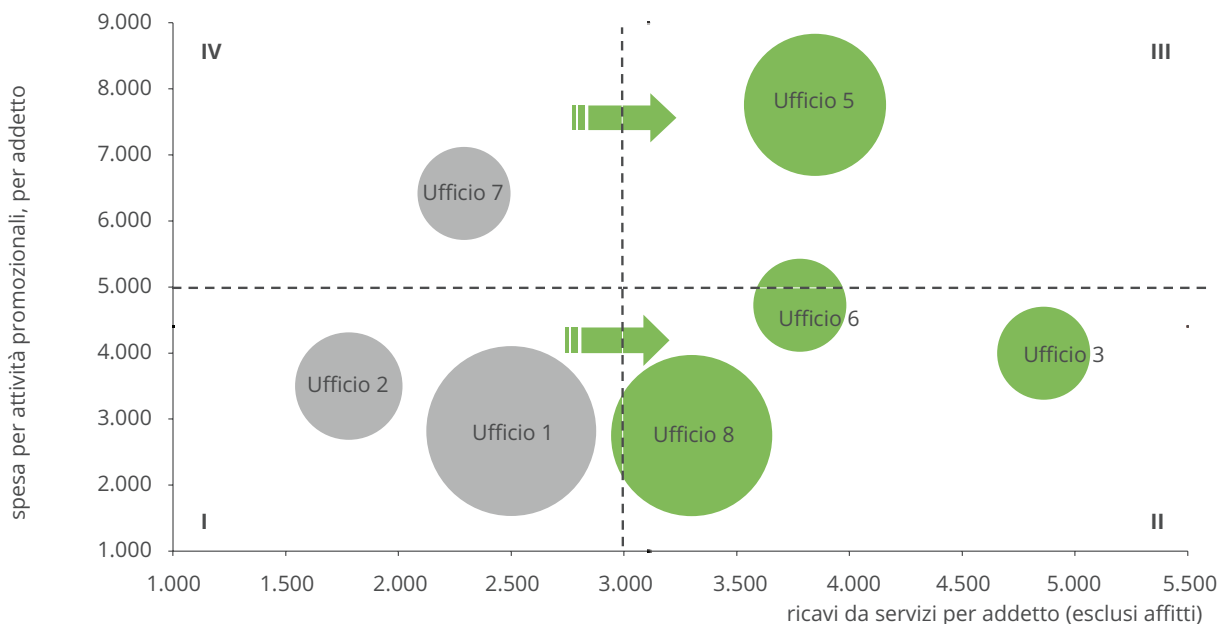 spesa per attività promozionali, per addetto
9.000
8.000
7.000
6.000
5.000
4.000
3.000
2.000
1.000
IV
III
Ufficio 5
Ufficio 7
Ufficio 6
Ufficio 3
Ufficio 2
Ufficio 1
Ufficio 8
I
II
1.000 1.500 2.000 2.500 3.000 3.500 4.000 4.500 5.000 5.500
ricavi da servizi per addetto (esclusi affitti)